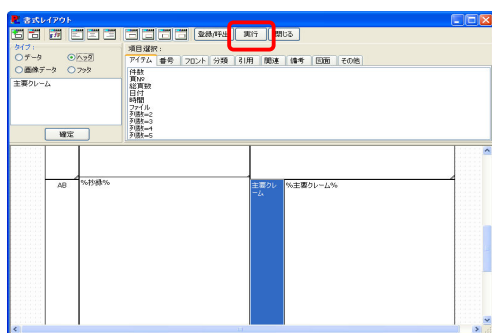 書式レイアウト
登録/呼出 実行 閉じる
タイプ:
データ ヘッダ
画像データ フッタ
主要クレーム
確定
項目選択:
アイテム 番号 フロント 分類 引用 関連 備考 図面 その他
件数
頁No
総頁数
日付
時間
ファイル
列数=2
列数=3
列数=4
列数=5
AB %抄録% 主要クレーム %主要クレーム%